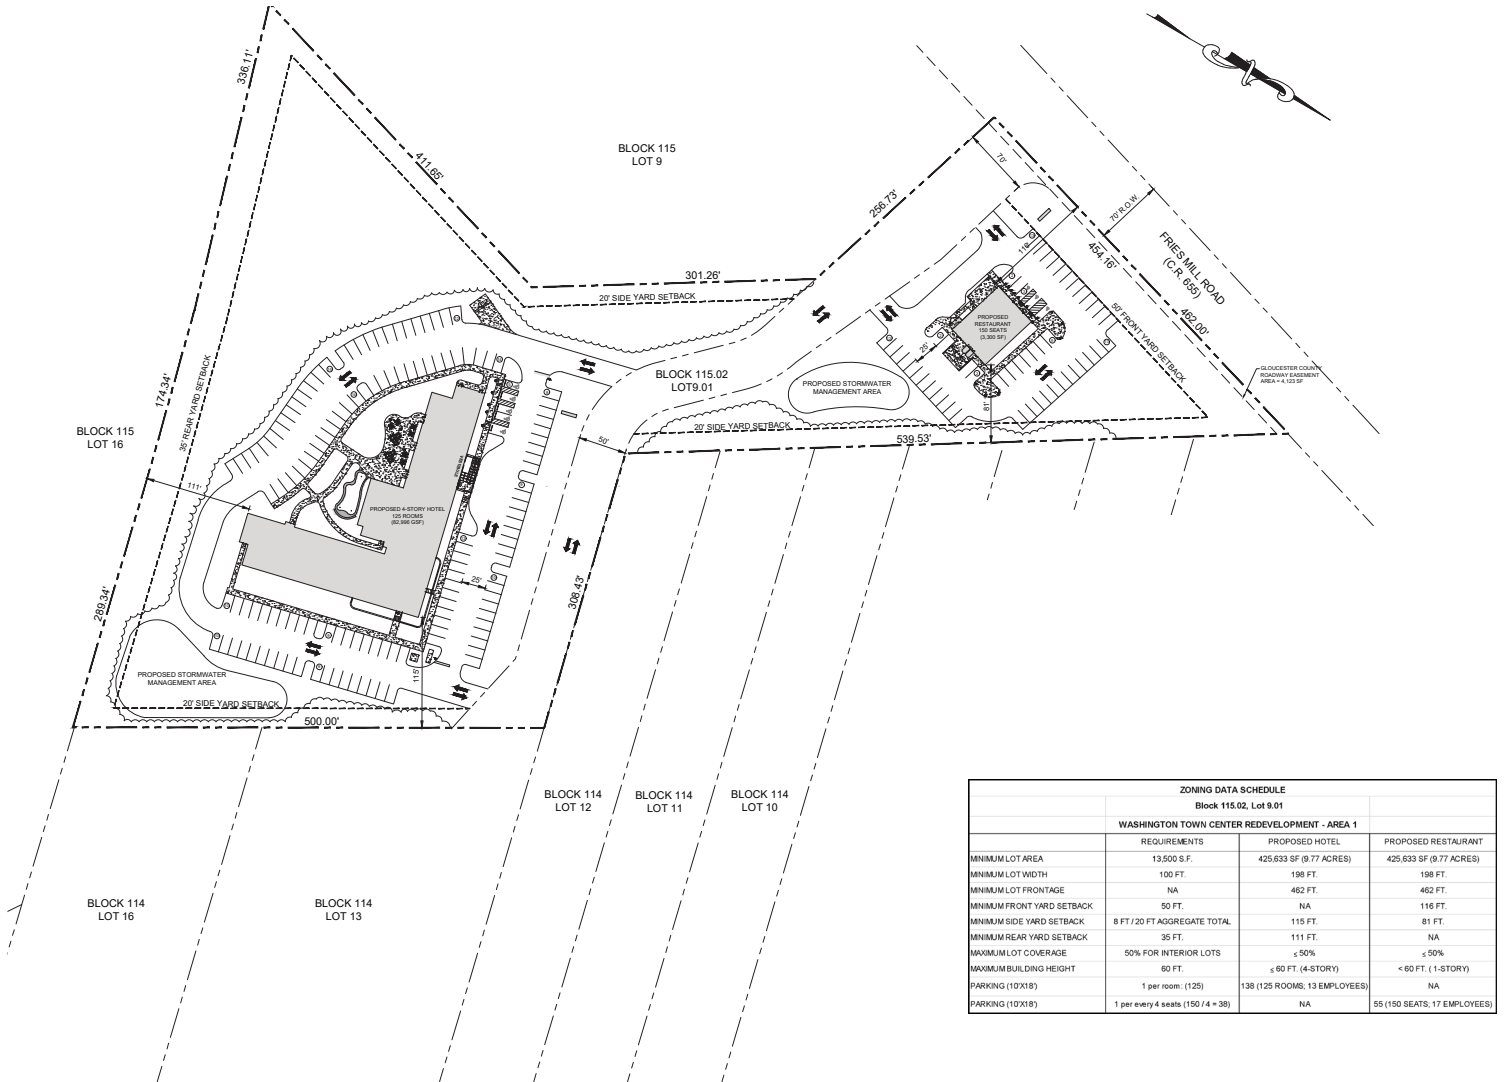 336.11'
411.65'
BLOCK 115
LOT 9
256.73'
70'
70' R.O.W.
FRIES MILL ROAD
(C.R. 655)
454.16'
462.00'
116'
301.26'
20' SIDE YARD SETBACK
50' FRONT YARD SETBACK
PROPOSED
RESTAURANT
150 SEATS
(3,300 SF)
25'
81'
GLOUCESTER COUNTY
ROADWAY EASEMENT
AREA = 4,123 SF
BLOCK 115.02
LOT9.01
PROPOSED STORMWATER
MANAGEMENT AREA
20' SIDE YARD SETBACK
539.53'
50'
174.34'
35' REAR YARD SETBACK
BLOCK 115
LOT 16
111'
PROPOSED 4-STORY HOTEL
125 ROOMS
(82,996 GSF)
25'
308.43'
289.34'
115'
PROPOSED STORMWATER
MANAGEMENT AREA
20' SIDE YARD SETBACK
500.00'
BLOCK 114
LOT 12
BLOCK 114
LOT 11
BLOCK 114
LOT 10
BLOCK 114
LOT 16
BLOCK 114
LOT 13
ZONING DATA SCHEDULE
Block 115.02, Lot 9.01
WASHINGTON TOWN CENTER REDEVELOPMENT - AREA 1
REQUIREMENTS PROPOSED HOTEL PROPOSED RESTAURANT
MINIMUM LOT AREA 13,500 S.F. 425,633 SF (9.77 ACRES) 425,633 SF (9.77 ACRES)
MINIMUM LOT WIDTH 100 FT. 198 FT. 198 FT.
MINIMUM LOT FRONTAGE NA 462 FT. 462 FT.
MINIMUM FRONT YARD SETBACK 50 FT. NA 116 FT.
MINIMUM SIDE YARD SETBACK 8 FT / 20 FT AGGREGATE TOTAL 115 FT. 81 FT.
MINIMUM REAR YARD SETBACK 35 FT. 111 FT. NA
MAXIMUM LOT COVERAGE 50% FOR INTERIOR LOTS ≤ 50% ≤ 50%
MAXIMUM BUILDING HEIGHT 60 FT. ≤ 60 FT. (4-STORY) < 60 FT. ( 1-STORY)
PARKING (10'X18') 1 per room: (125) 138 (125 ROOMS; 13 EMPLOYEES) NA
PARKING (10'X18') 1 per every 4 seats (150 / 4 = 38) NA 55 (150 SEATS; 17 EMPLOYEES)